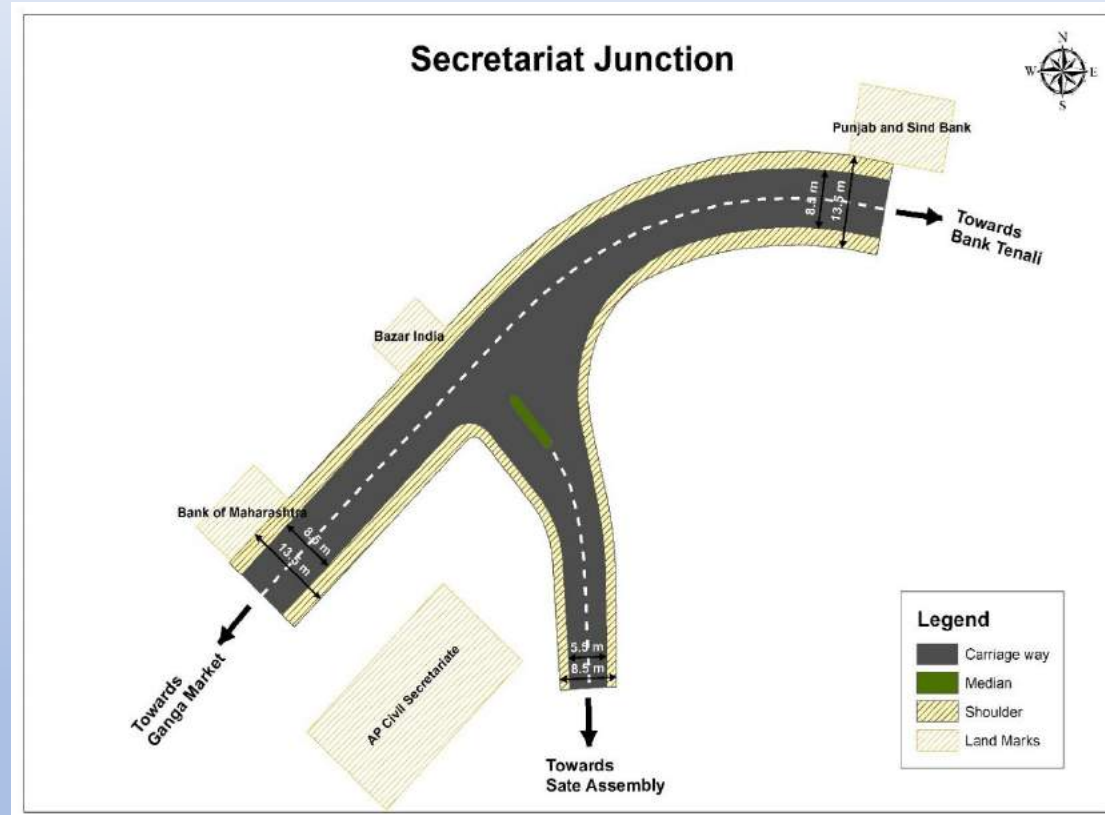 Secretariat Junction
N
W
E
S
Punjab and Sind Bank
8.5 m
13.5 m
Towards
Bank Tenali
Bazar India
Bank of Maharashtra
8.5 m
13.5 m
Towards
Ganga Market
AP Civil Secretariate
5.5 m
8.5 m
Towards
Sate Assembly
Legend
Carriage way
Median
Shoulder
Land Marks